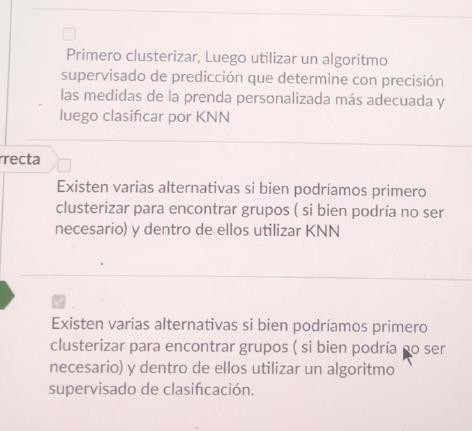 Primero clusterizar, Luego utilizar un algoritmo
supervisado de predicción que determine con precisión
las medidas de la prenda personalizada más adecuada y
luego clasificar por KNN
rrecta
Existen varias alternativas si bien podríamos primero
clusterizar para encontrar grupos ( si bien podría no ser
necesario) y dentro de ellos utilizar KNN
Existen varias alternativas si bien podríamos primero
clusterizar para encontrar grupos ( si bien podría no ser
necesario) y dentro de ellos utilizar un algoritmo
supervisado de clasificación.